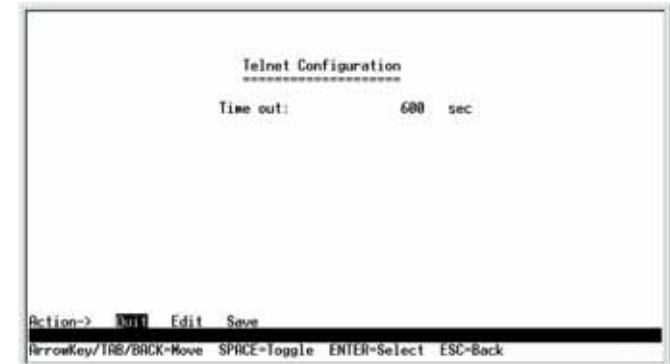 Telnet Configuration
====================
Time out: 600 sec
Action-> Quit Edit Save
ArrowKey/TAB/BACK=Move SPACE=Toggle ENTER=Select ESC=Back